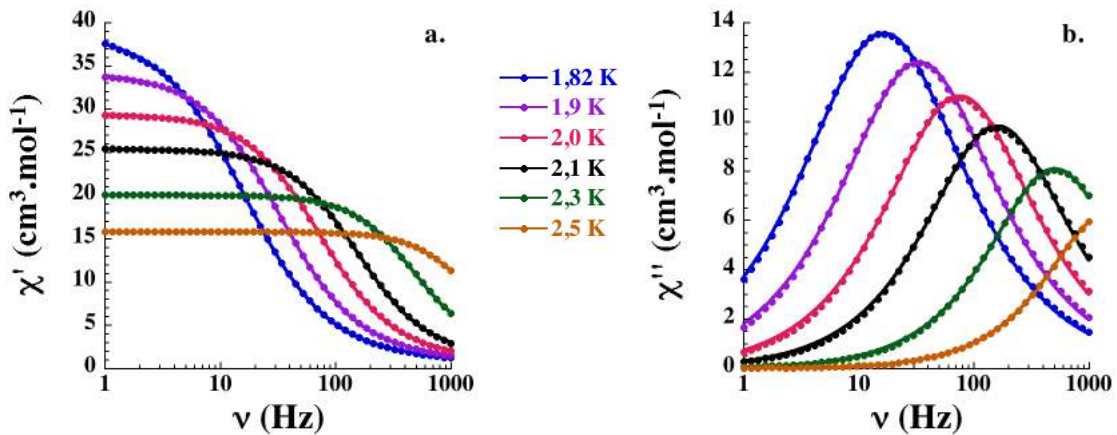 a.
χ' (cm³.mol⁻¹)
40
35
30
25
20
15
10
5
0
1
10
100
1000
ν (Hz)
1,82 K
1,9 K
2,0 K
2,1 K
2,3 K
2,5 K
b.
χ'' (cm³.mol⁻¹)
14
12
10
8
6
4
2
0
1
10
100
1000
ν (Hz)